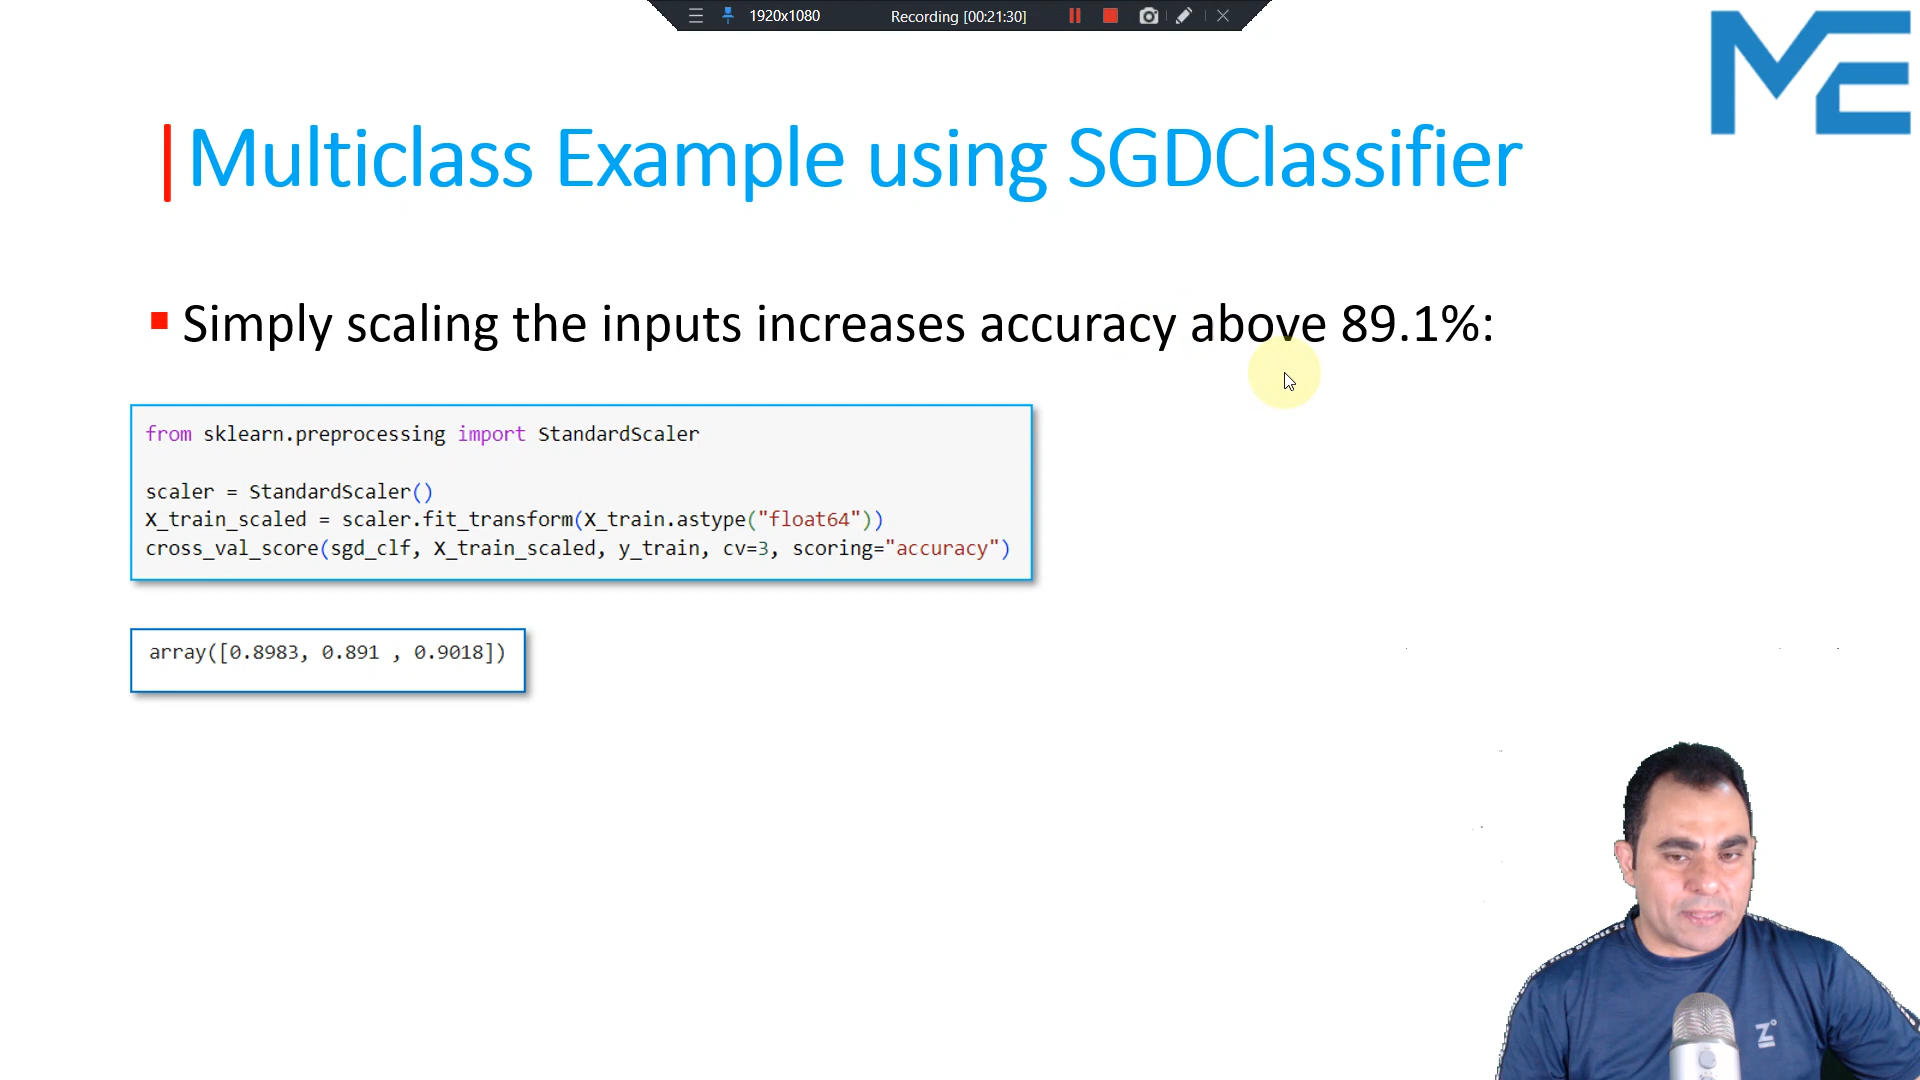 1920x1080 Recording [00:21:30]
ME
Multiclass Example using SGDClassifier
Simply scaling the inputs increases accuracy above 89.1%:
from sklearn.preprocessing import StandardScaler
scaler = StandardScaler()
X_train_scaled = scaler.fit_transform(X_train.astype("float64"))
cross_val_score(sgd_clf, X_train_scaled, y_train, cv=3, scoring="accuracy")
array([0.8983, 0.891 , 0.9018])
Z